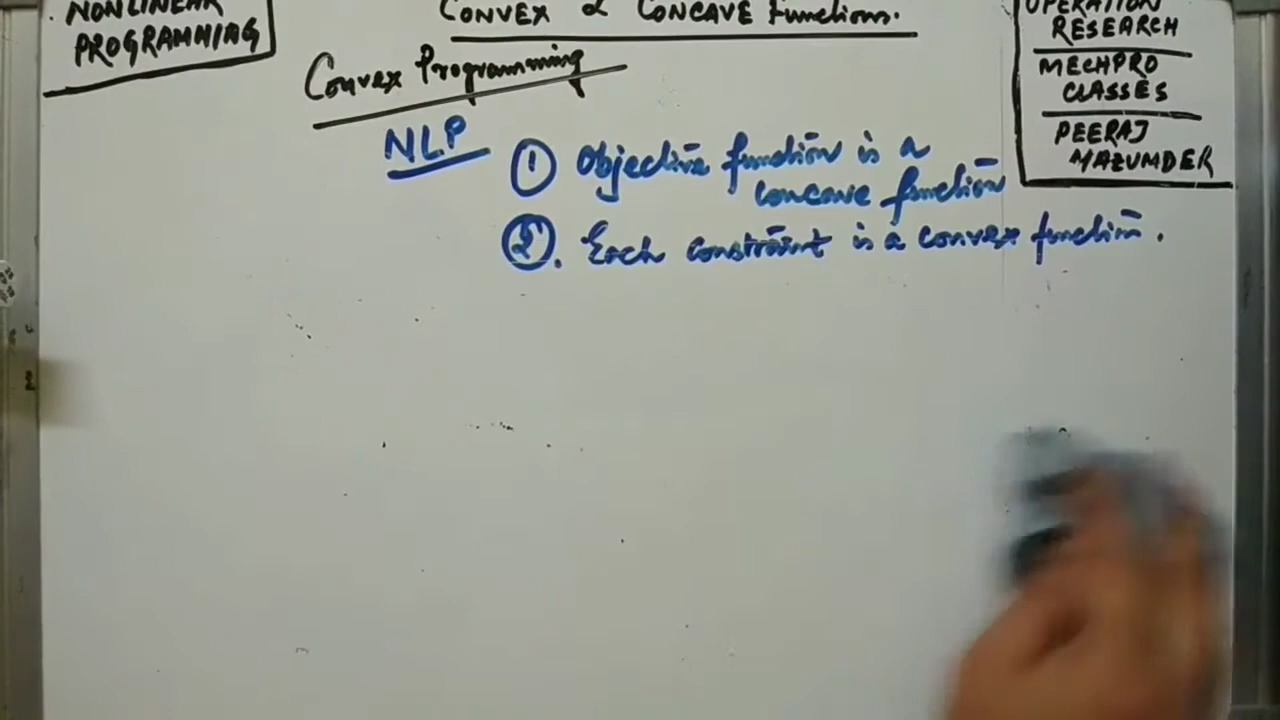 . NONLINEAR
PROGRAMMING
CONVEX & CONCAVE Functions.
OPERATION
RESEARCH
MECHPRO
CLASSES
PEERAJ
MAZUMDER
Convex Programming
NLP
① Objective function is a
concave function
②. Each constraint is a convex function.